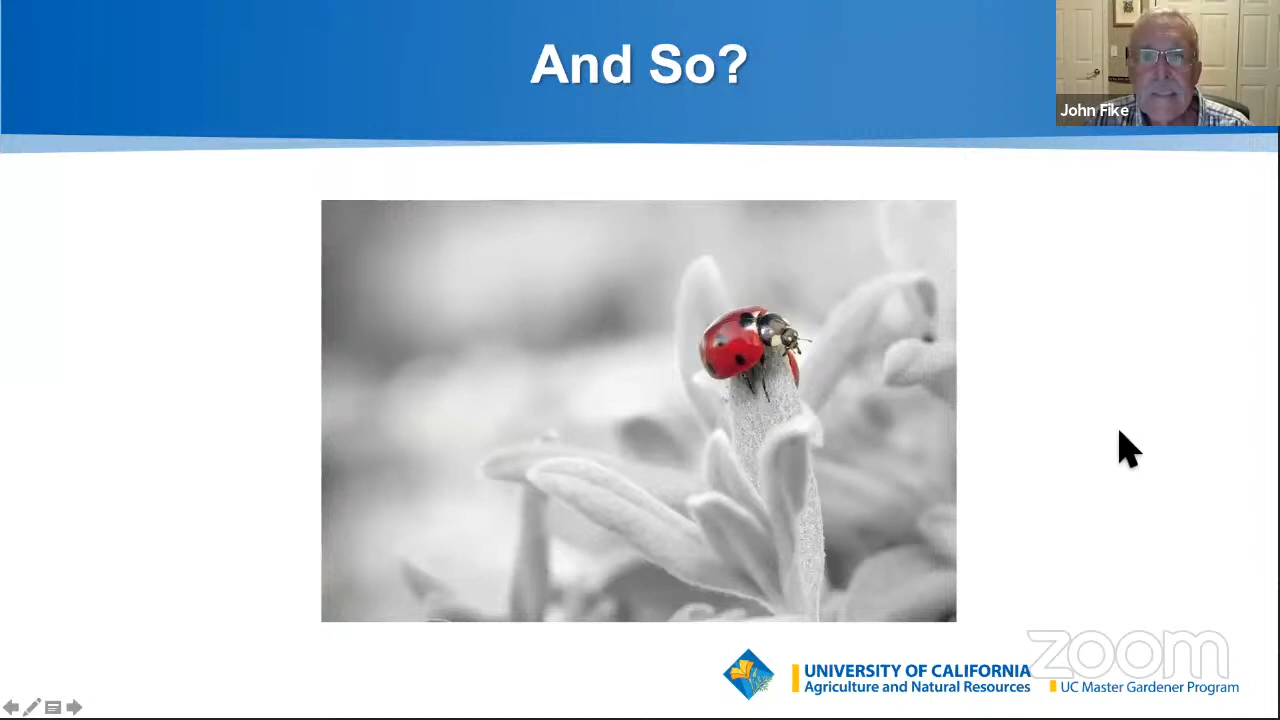 And So?
John Fike
zoom
UNIVERSITY OF CALIFORNIA
Agriculture and Natural Resources
UC Master Gardener Program